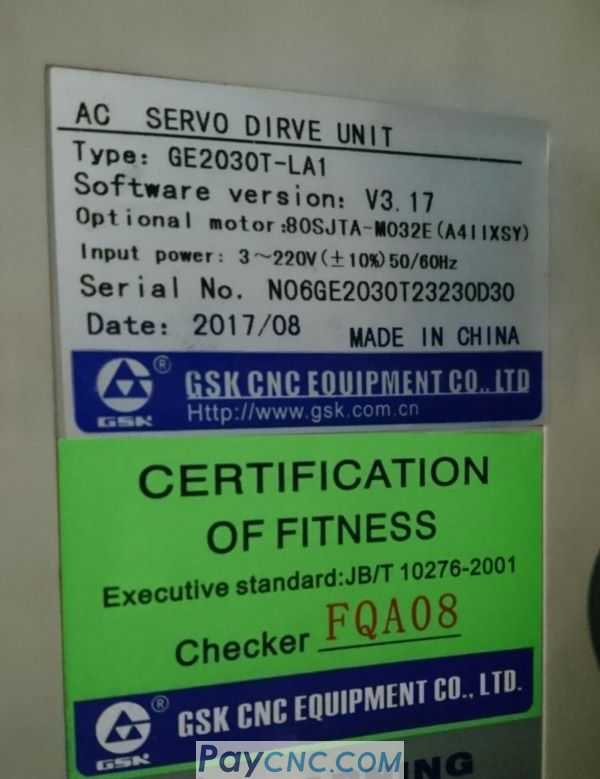 AC SERVO DIRVE UNIT
Type: GE2030T-LA1
Software version: V3.17
Optional motor:80SJTA-M032E(A4IIXSY)
Input power: 3~220V(±10%)50/60Hz
Serial No. N06GE2030T23230D30
Date: 2017/08 MADE IN CHINA
GSK® GSK CNC EQUIPMENT CO., LTD
Http://www.gsk.com.cn
CERTIFICATION
OF FITNESS
Executive standard:JB/T 10276-2001
Checker FQA08
GSK® GSK CNC EQUIPMENT CO., LTD.
PayCNC.COM